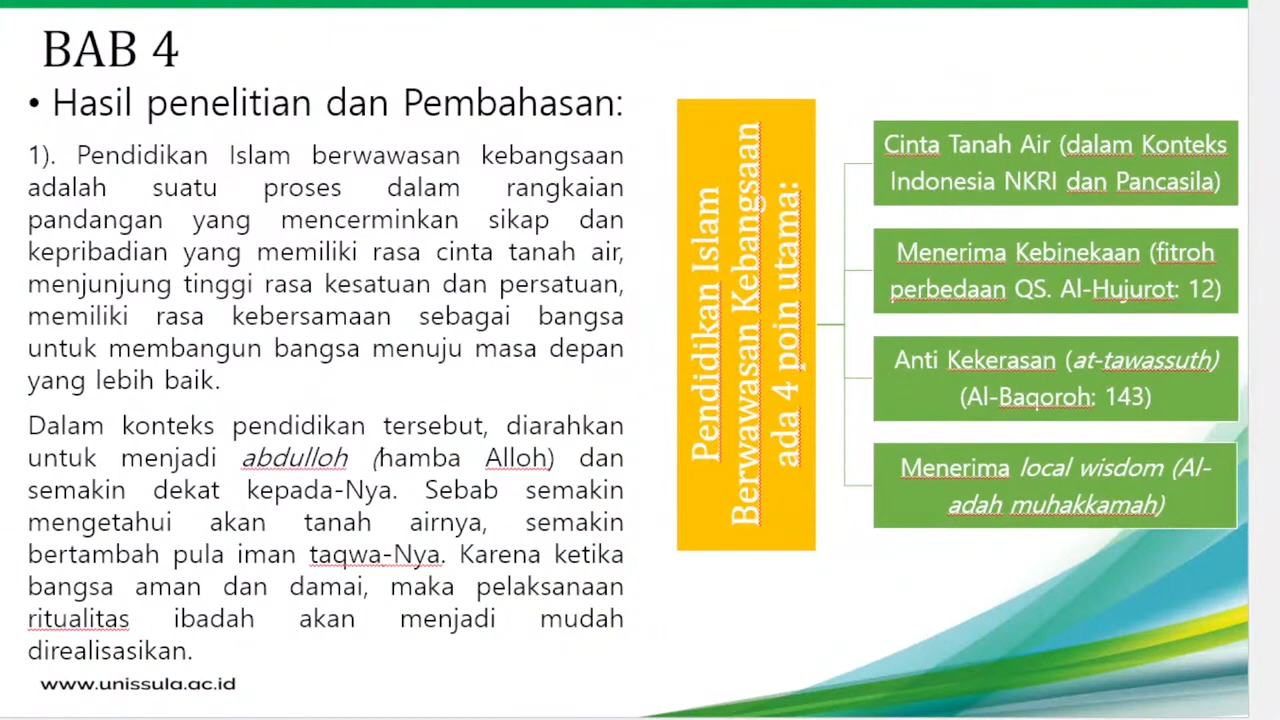 BAB 4
• Hasil penelitian dan Pembahasan:
1). Pendidikan Islam berwawasan kebangsaan
adalah suatu proses dalam rangkaian
pandangan yang mencerminkan sikap dan
kepribadian yang memiliki rasa cinta tanah air,
menjunjung tinggi rasa kesatuan dan persatuan,
memiliki rasa kebersamaan sebagai bangsa
untuk membangun bangsa menuju masa depan
yang lebih baik.
Dalam konteks pendidikan tersebut, diarahkan
untuk menjadi abdulloh (hamba Alloh) dan
semakin dekat kepada-Nya. Sebab semakin
mengetahui akan tanah airnya, semakin
bertambah pula iman taqwa-Nya. Karena ketika
bangsa aman dan damai, maka pelaksanaan
ritualitas ibadah akan menjadi mudah
direalisasikan.
www.unissula.ac.id
Pendidikan Islam
Berwawasan Kebangsaan
ada 4 poin utama:
Cinta Tanah Air (dalam Konteks
Indonesia NKRI dan Pancasila)
Menerima Kebinekaan (fitroh
perbedaan QS. Al-Hujurot: 12)
Anti Kekerasan (at-tawassuth)
(Al-Baqoroh: 143)
Menerima local wisdom (Al-
adah muhakkamah)